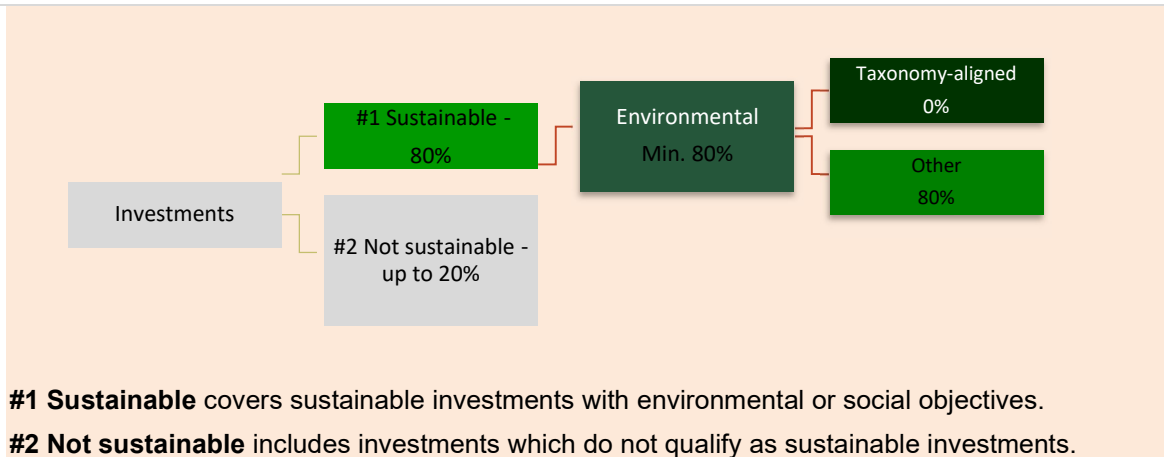 Investments
#1 Sustainable -
80%
#2 Not sustainable -
up to 20%
Environmental
Min. 80%
Taxonomy-aligned
0%
Other
80%
#1 Sustainable covers sustainable investments with environmental or social objectives.
#2 Not sustainable includes investments which do not qualify as sustainable investments.